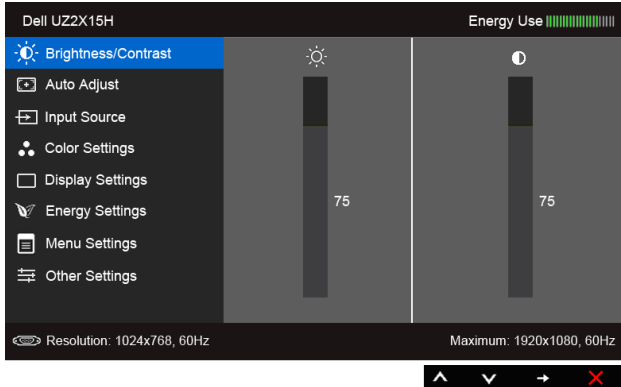 Dell UZ2X15H
Energy Use
Brightness/Contrast
Auto Adjust
Input Source
Color Settings
Display Settings
Energy Settings
Menu Settings
Other Settings
75
75
Resolution: 1024x768, 60Hz
Maximum: 1920x1080, 60Hz